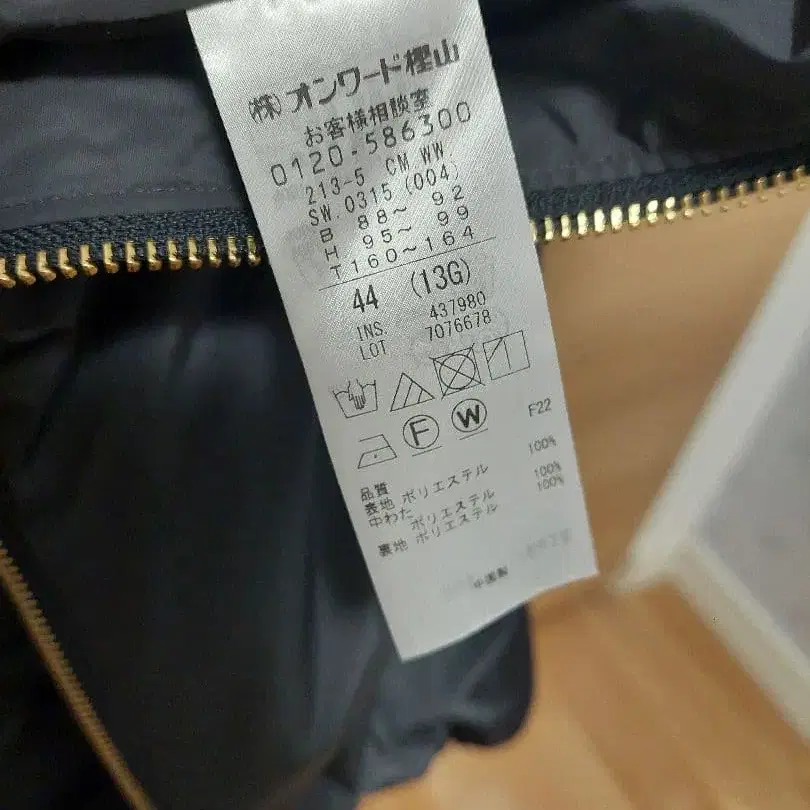 (株)オンワード樫山
お客様相談室
0120-586300
213-5 CM WW.
SW.0315 (004)
B 88〜 92
H 95〜 99
T160〜164
44 (13G)
INS. 437980
LOT 7076678
F W F22
品質 100%
表地 ポリエステル 100%
中わた ポリエステル 100%
裏地 ポリエステル
中国製